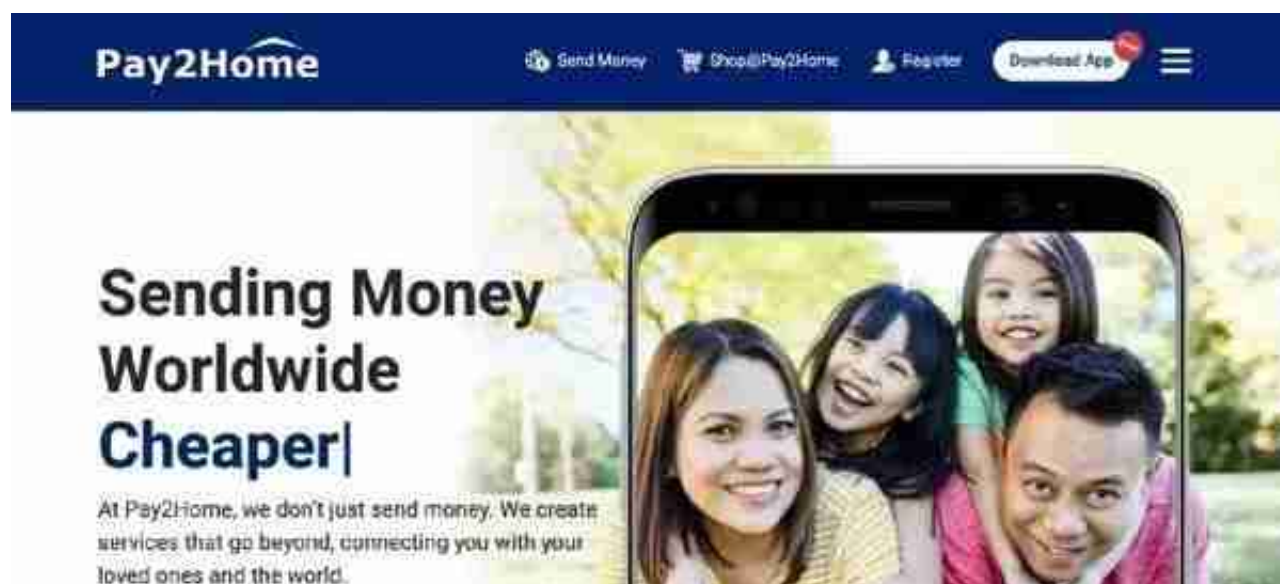 Pay2Home
Send Money
Shop@Pay2Home
Register
Download App
Sending Money
Worldwide
Cheaper
At Pay2Home, we don't just send money. We create
services that go beyond, connecting you with your
loved ones and the world.